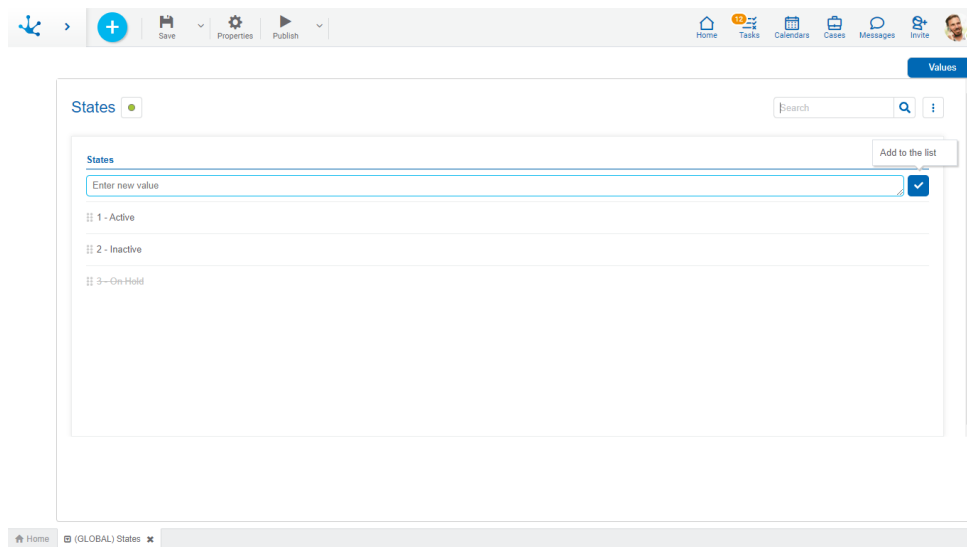 Save
Properties
Publish
Home
12
Tasks
Calendars
Cases
Messages
Invite
Values
States
Search
Add to the list
States
Enter new value
1 - Active
2 - Inactive
3 - On Hold
Home
(GLOBAL) States